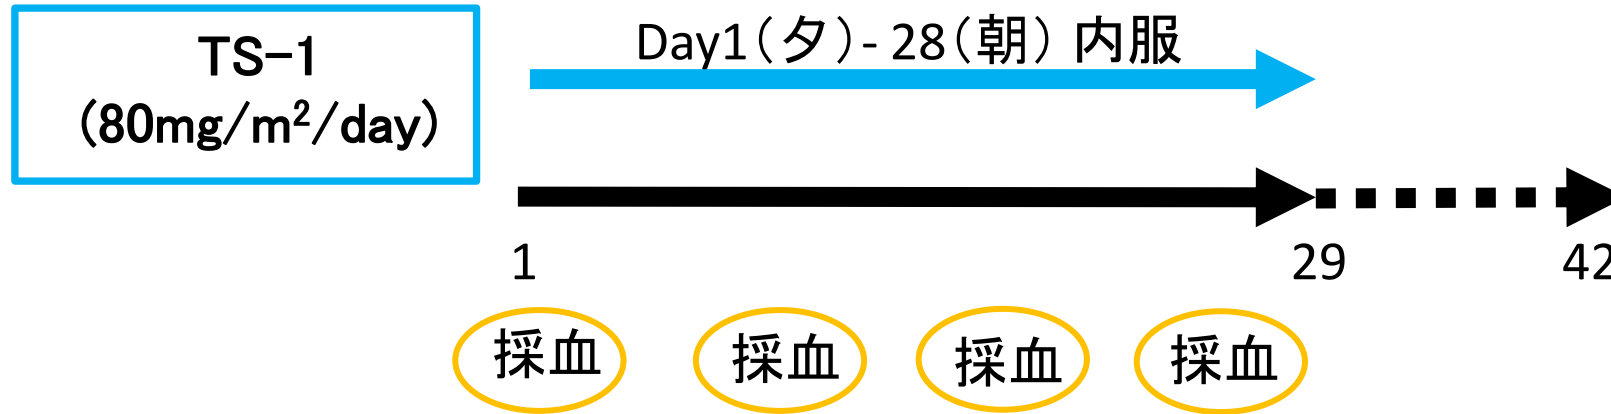 TS-1
(80mg/m²/day)
Day1(夕)- 28(朝) 内服
1 29 42
採血 採血 採血 採血